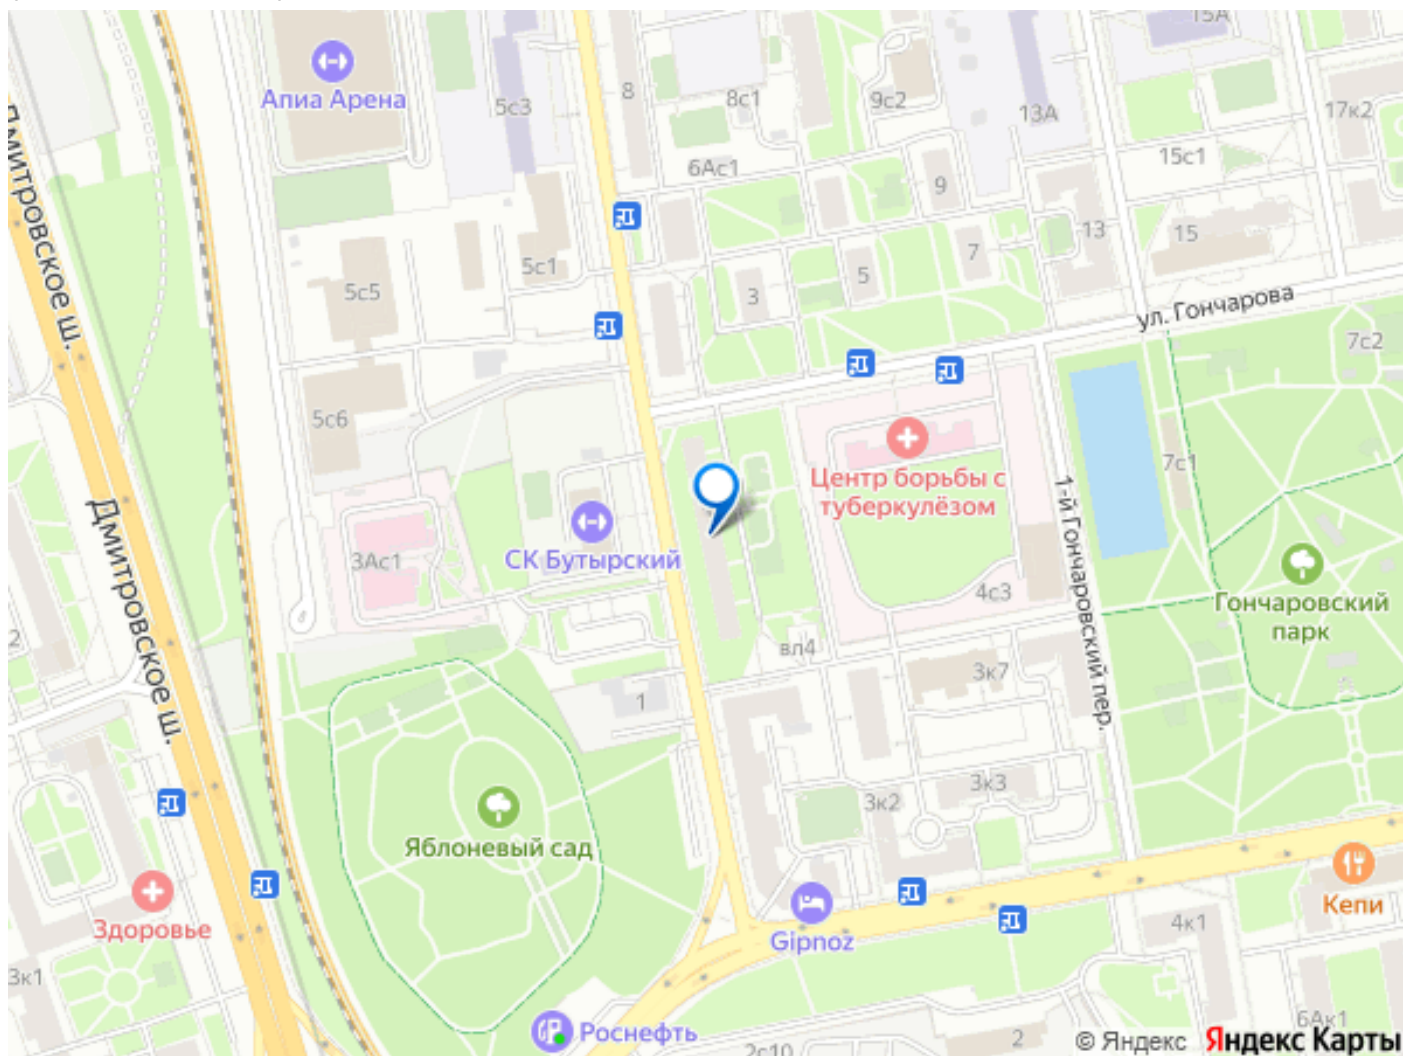 15А
Апиа Арена
5с3
8
8с1
9с2
13А
17к2
15с1
6Ас1
9
Дмитровское ш.
13
15
7
5с1
5
5с5
3
ул. Гончарова
7с2
5с6
Центр борьбы с
туберкулёзом
7с1
1-й Гончаровский пер.
3Ас1
СК Бутырский
4с3
Гончаровский
парк
Дмитровское ш.
2
вл4
3к7
1
3к3
3к2
Яблоневый сад
Здоровье
Gipnoz
Кепи
4к1
3к1
Роснефть
2с10
2
6Ак1
© Яндекс Яндекс Карты